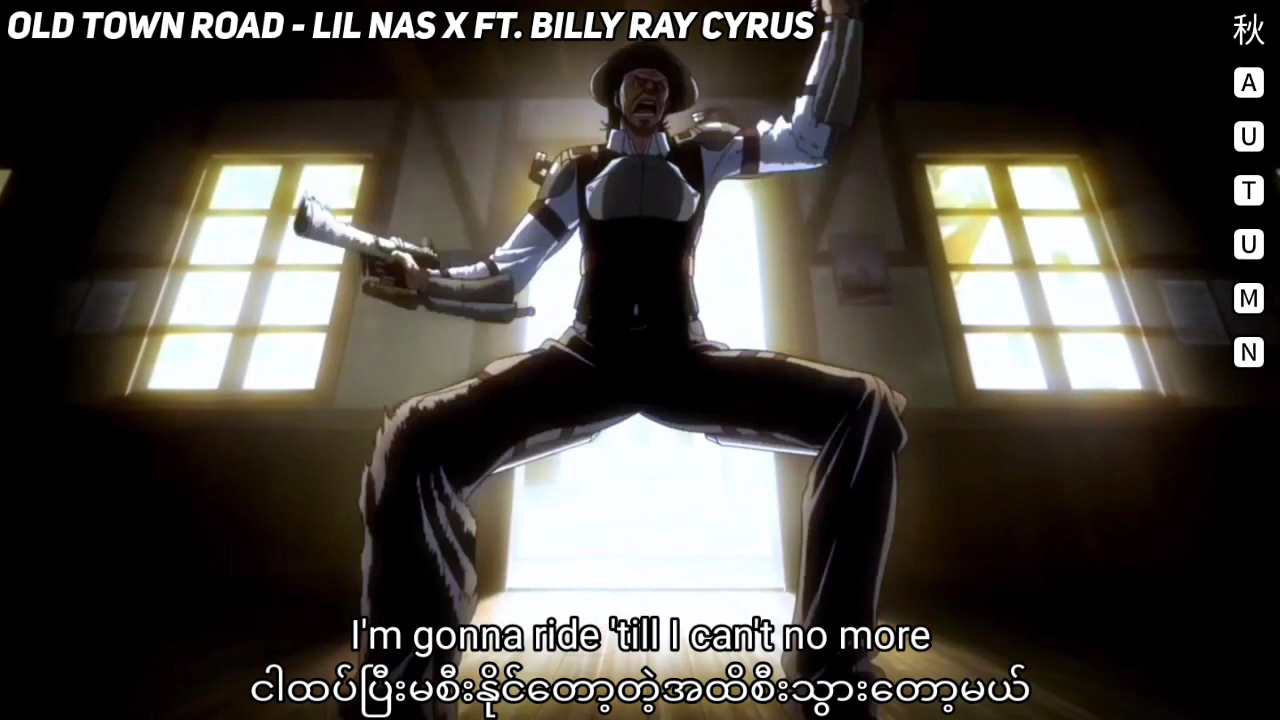 OLD TOWN ROAD - LIL NAS X FT. BILLY RAY CYRUS
秋
A
U
T
U
M
N
I'm gonna ride 'till I can't no more
ငါထပ်ပြီးမစီးနိုင်တော့တဲ့အထိစီးသွားတော့မယ်